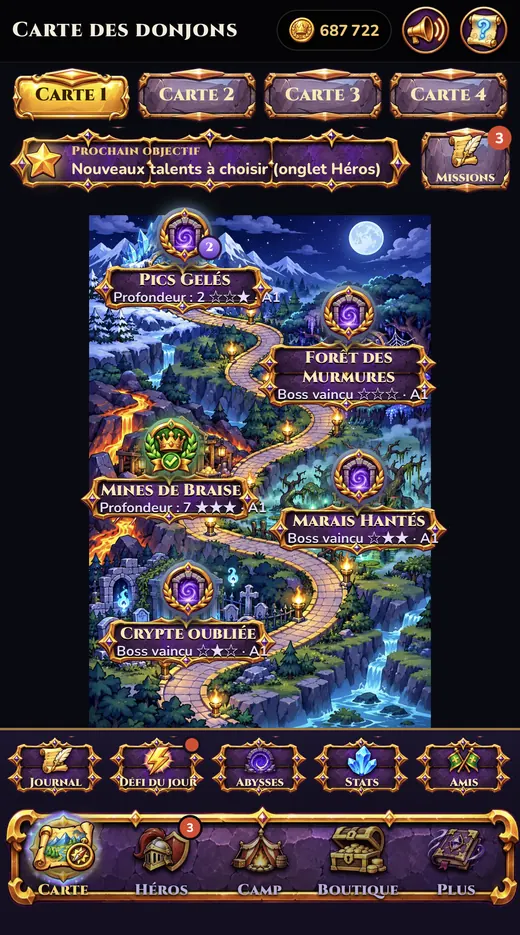 Carte des donjons
687 722
Carte 1
Carte 2
Carte 3
Carte 4
Prochain objectif
Nouveaux talents à choisir (onglet Héros)
3
Missions
2
Pics Gelés
Profondeur : 2 ☆☆★ · A1
Forêt des
Murmures
Boss vaincu ☆☆☆ · A1
Mines de Braise
Profondeur : 7 ★★★ · A1
Marais Hantés
Boss vaincu ☆★★ · A1
Crypte oubliée
Boss vaincu ☆★☆ · A1
Journal
Défi du jour
Abysses
Stats
Amis
3
Carte
Héros
Camp
Boutique
Plus